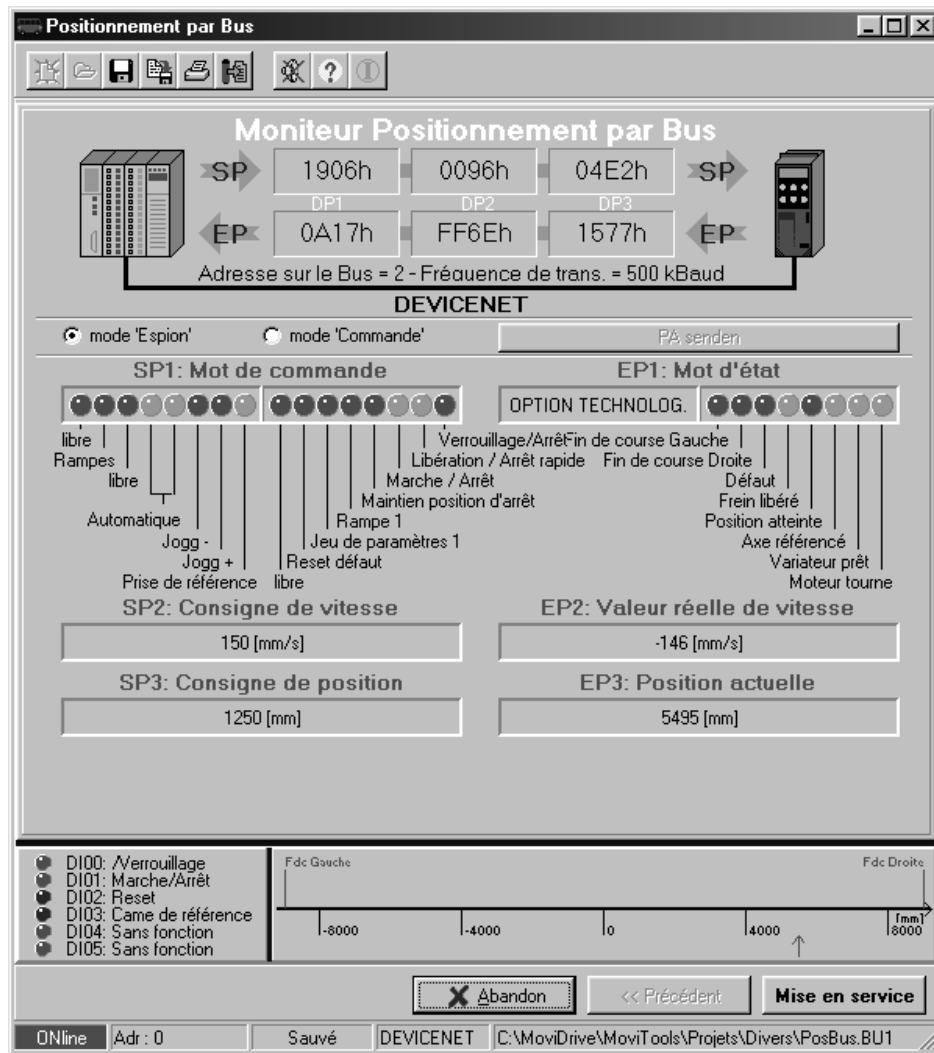 Positionnement par Bus
Moniteur Positionnement par Bus
SP 1906h 0096h 04E2h SP
DP1 DP2 DP3
EP 0A17h FF6Eh 1577h EP
Adresse sur le Bus = 2 - Fréquence de trans. = 500 kBaud
DEVICENET
mode 'Espion' mode 'Commande' PA senden
SP1: Mot de commande EP1: Mot d'état
OPTION TECHNOLOG.
libre Verrouillage/Arrêt Fin de course Gauche
Rampes Libération / Arrêt rapide Fin de course Droite
libre Marche / Arrêt Défaut
Maintien position d'arrêt Frein libéré
Automatique Rampe 1 Position atteinte
Jogg - Jeu de paramètres 1 Axe référencé
Jogg + Reset défaut Variateur prêt
Prise de référence libre Moteur tourne
SP2: Consigne de vitesse EP2: Valeur réelle de vitesse
150 [mm/s] -146 [mm/s]
SP3: Consigne de position EP3: Position actuelle
1250 [mm] 5495 [mm]
DI00: /Verrouillage
DI01: Marche/Arrêt
DI02: Reset
DI03: Came de référence
DI04: Sans fonction
DI05: Sans fonction
Fdc Gauche Fdc Droite
-8000 -4000 0 4000 8000 [mm]
Abandon << Précédent Mise en service
ONline Adr : 0 Sauvé DEVICENET C:\MoviDrive\MoviTools\Projets\Divers\PosBus.BU1